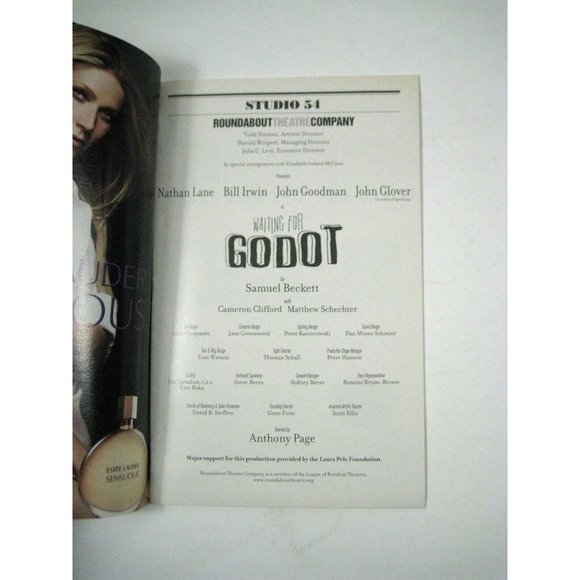 UDER
OUS
ESTEE LAUDER
SENSUOUS
STUDIO 54
ROUNDABOUTTHEATRECOMPANY
Todd Haimes, Artistic Director
Harold Wolpert, Managing Director
Julia C. Levy, Executive Director
by special arrangement with Elizabeth Ireland McCann
Presents
Nathan Lane Bill Irwin John Goodman John Glover
(in order of speaking)
in
WAITING FOR
GODOT
By
Samuel Beckett
with
Cameron Clifford Matthew Schechter
Design Costume Design Lighting Design Sound Design
Loquasto Jane Greenwood Peter Kaczorowski Dan Moses Schreier
Hair & Wig Design Fight Director Production Stage Manager
Tom Watson Thomas Schall Peter Hanson
Casting Technical Supervisor General Manager Press Representative
Carnahan, C.S.A. Steve Beers Sydney Beers Boneau/Bryan-Brown
Boka
Director of Marketing & Sales Promotion Founding Director Associate Artistic Director
David B. Steffen Gene Feist Scott Ellis
Directed by
Anthony Page
Major support for this production provided by the Laura Pels Foundation.
Roundabout Theatre Company is a member of the League of Resident Theatres.
www.roundabouttheatre.org